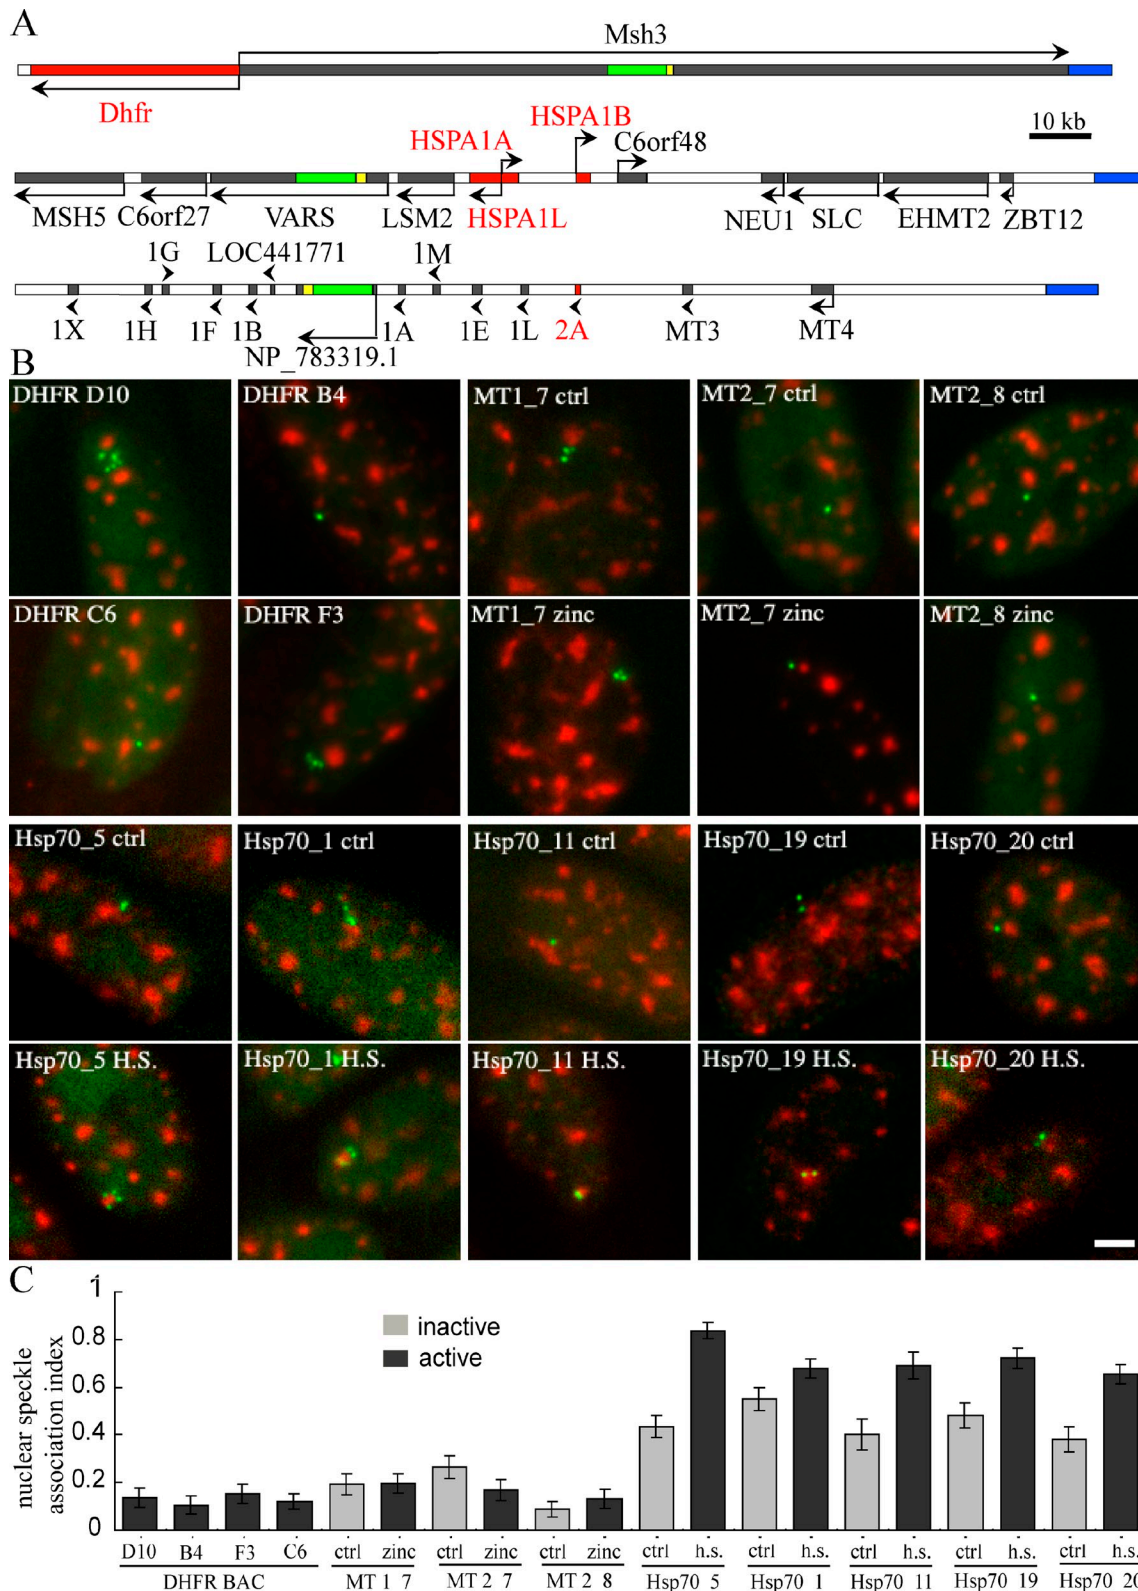 A
Msh3
Dhfr
10 kb
HSPA1B
HSPA1A
C6orf48
MSH5 C6orf27 VARS LSM2 HSPA1L NEU1 SLC EHMT2 ZBT12
1G LOC441771 1M
1X 1H 1F 1B 1A 1E 1L 2A MT3 MT4
NP_783319.1
B
DHFR D10 DHFR B4 MT1_7 ctrl MT2_7 ctrl MT2_8 ctrl
DHFR C6 DHFR F3 MT1_7 zinc MT2_7 zinc MT2_8 zinc
Hsp70_5 ctrl Hsp70_1 ctrl Hsp70_11 ctrl Hsp70_19 ctrl Hsp70_20 ctrl
Hsp70_5 H.S. Hsp70_1 H.S. Hsp70_11 H.S. Hsp70_19 H.S. Hsp70_20 H.S.
C
nuclear speckle
association index
1
0.8
0.6
0.4
0.2
0
inactive
active
D10 B4 F3 C6 ctrl zinc ctrl zinc ctrl zinc ctrl h.s. ctrl h.s. ctrl h.s. ctrl h.s. ctrl h.s.
DHFR BAC MT 1 7 MT 2 7 MT 2 8 Hsp70 5 Hsp70 1 Hsp70 11 Hsp70 19 Hsp70 20